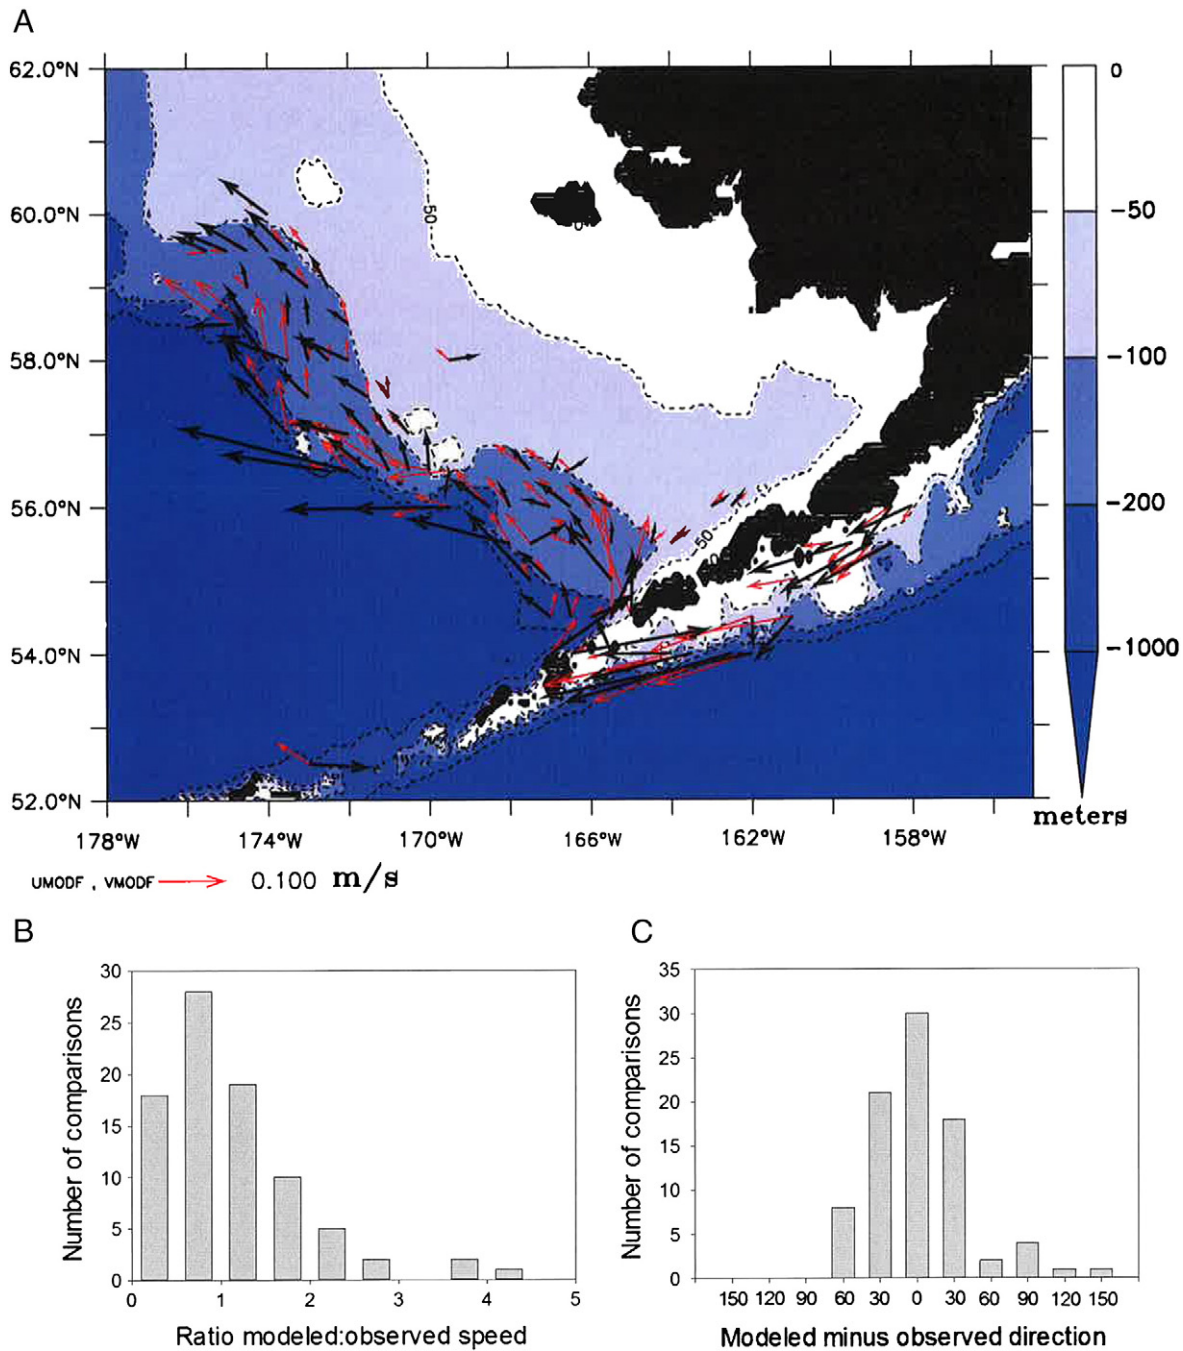 A
62.0°N
60.0°N
58.0°N
56.0°N
54.0°N
52.0°N
178°W
174°W
170°W
166°W
162°W
158°W
50
50
0
-50
-100
-200
-1000
meters
UMODF , VMODF
0.100 m/s
B
Number of comparisons
30
25
20
15
10
5
0
0
1
2
3
4
5
Ratio modeled:observed speed
C
Number of comparisons
35
30
25
20
15
10
5
0
150
120
90
60
30
0
30
60
90
120
150
Modeled minus observed direction